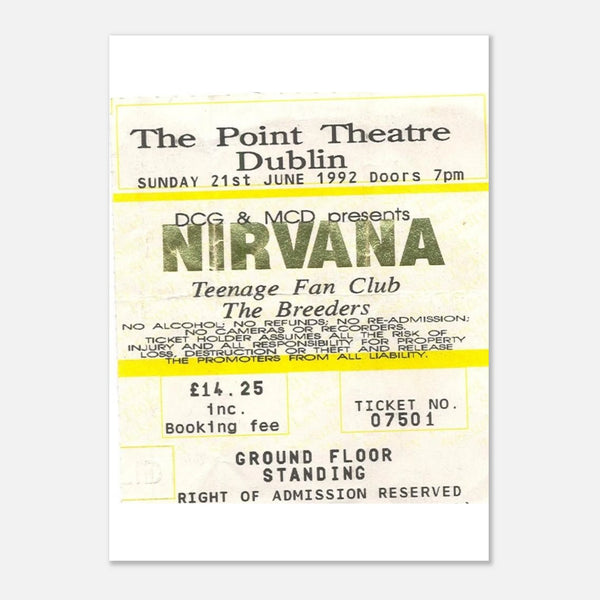 The Point Theatre
Dublin
SUNDAY 21st JUNE 1992 Doors 7pm
DCG & MCD presents
NIRVANA
Teenage Fan Club
The Breeders
NO ALCOHOL; NO REFUNDS; NO RE-ADMISSION;
NO CAMERAS OR RECORDERS.
TICKET HOLDER ASSUMES ALL THE RISK OF
INJURY AND ALL RESPONSIBILITY FOR PROPERTY
LOSS, DESTRUCTION OR THEFT AND RELEASE
THE PROMOTERS FROM ALL LIABILITY.
£14.25
inc.
Booking fee
TICKET NO.
07501
GROUND FLOOR
STANDING
RIGHT OF ADMISSION RESERVED